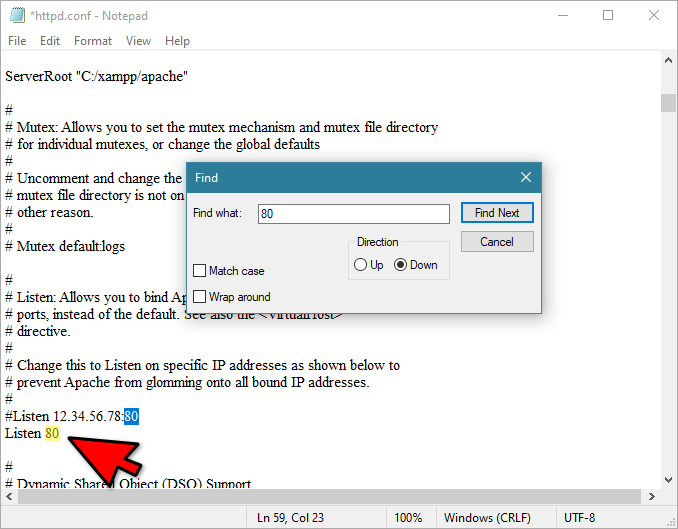 *httpd.conf - Notepad
File Edit Format View Help
ServerRoot "C:/xampp/apache"
#
# Mutex: Allows you to set the mutex mechanism and mutex file directory
# for individual mutexes, or change the global defaults
#
# Uncomment and change the
# mutex file directory is not on
# other reason.
#
# Mutex default:logs
#
# Listen: Allows you to bind
# ports, instead of the default. See also the <VirtualHost>
# directive.
#
# Change this to Listen on specific IP addresses as shown below to
# prevent Apache from glomming onto all bound IP addresses.
#
#Listen 12.34.56.78:80
Listen 80
#
# Dynamic Shared Object (DSO) Support
Find
Find what: 80
Find Next
Cancel
Direction
Up Down
Match case
Wrap around
Ln 59, Col 23 100% Windows (CRLF) UTF-8